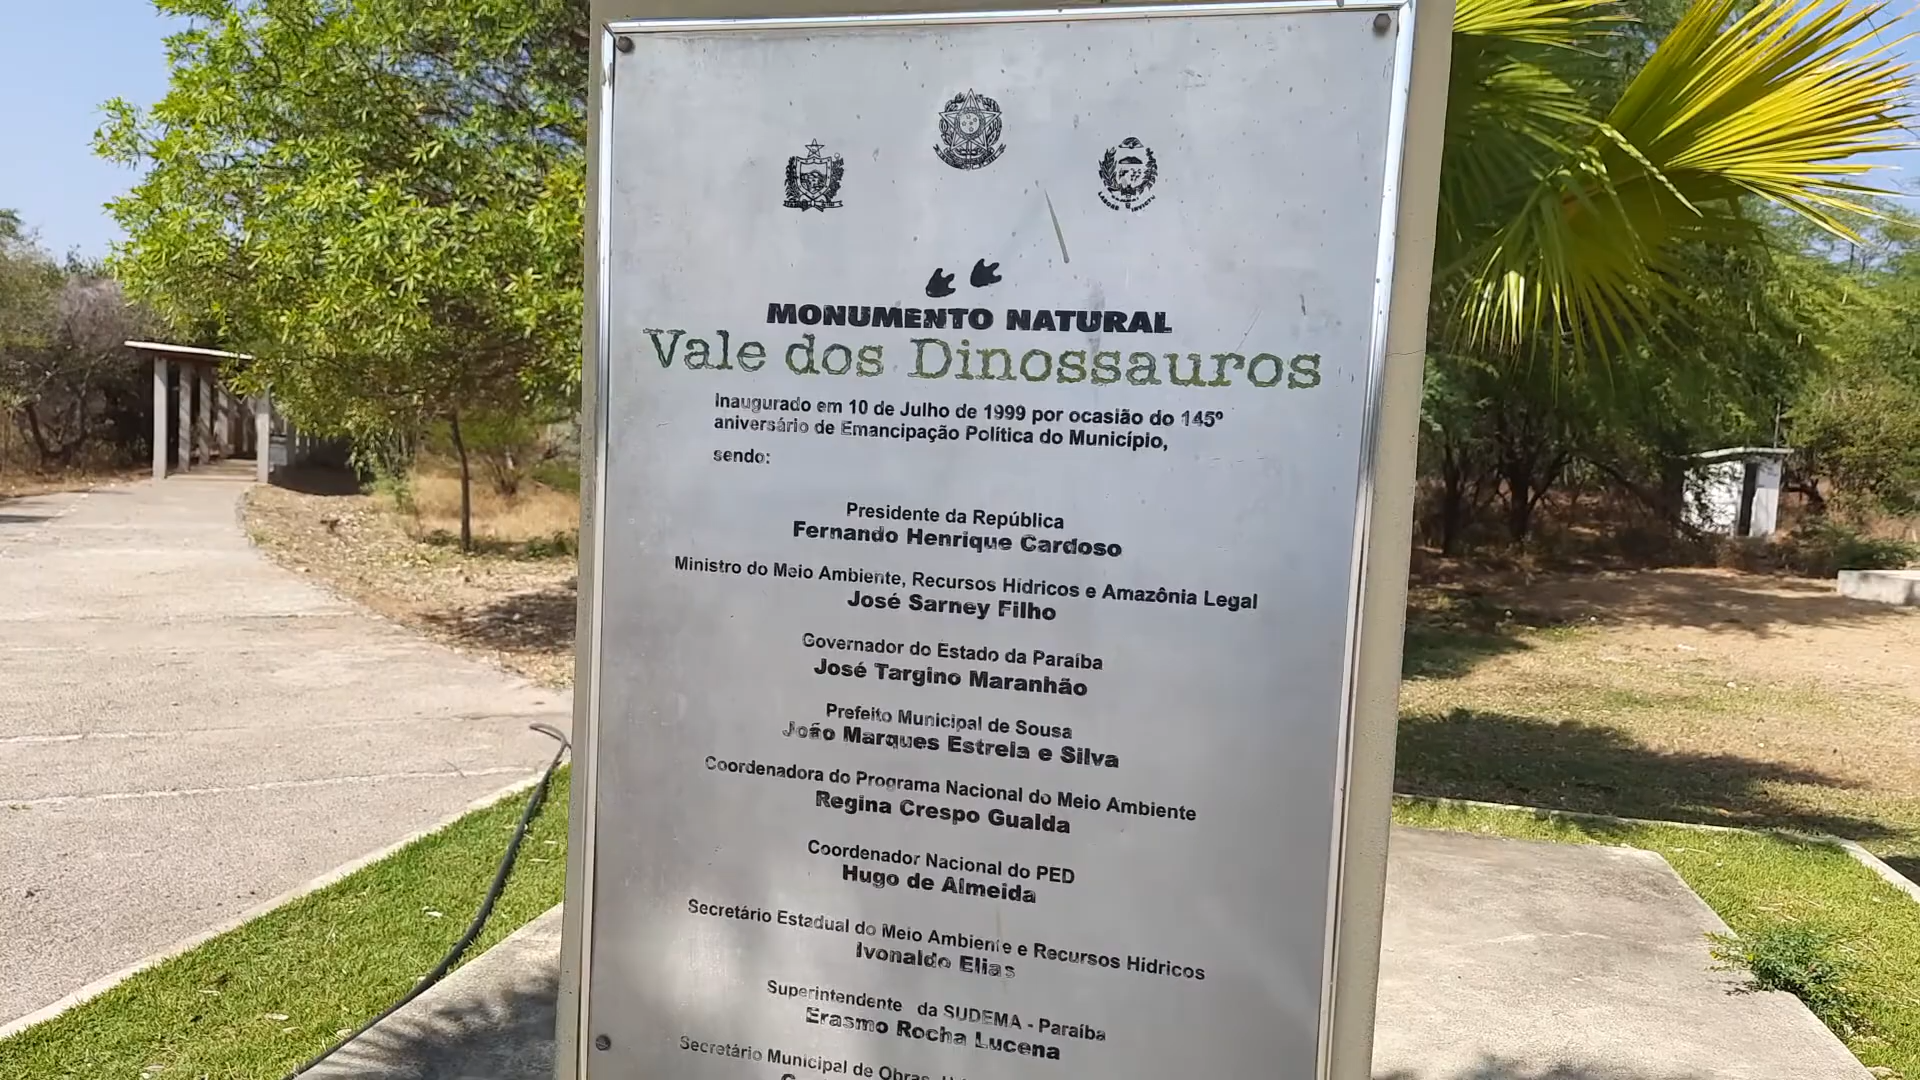 LABORE INVICTU
MONUMENTO NATURAL
Vale dos Dinossauros
Inaugurado em 10 de Julho de 1999 por ocasião do 145º
aniversário de Emancipação Política do Município,
sendo:
Presidente da República
Fernando Henrique Cardoso
Ministro do Meio Ambiente, Recursos Hídricos e Amazônia Legal
José Sarney Filho
Governador do Estado da Paraíba
José Targino Maranhão
Prefeito Municipal de Sousa
João Marques Estrela e Silva
Coordenadora do Programa Nacional do Meio Ambiente
Regina Crespo Gualda
Coordenador Nacional do PED
Hugo de Almeida
Secretário Estadual do Meio Ambiente e Recursos Hídricos
Ivonaldo Elias
Superintendente da SUDEMA - Paraíba
Erasmo Rocha Lucena
Secretário Municipal de Obras,